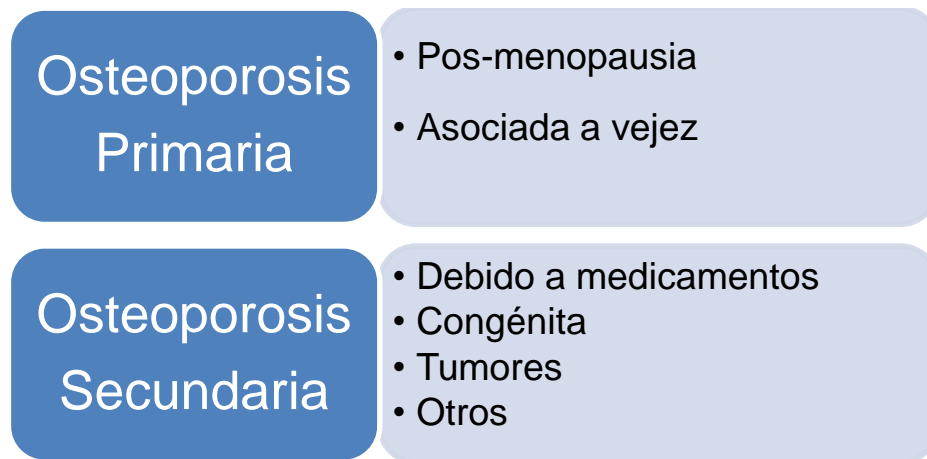 Osteoporosis
Primaria
• Pos-menopausia
• Asociada a vejez
Osteoporosis
Secundaria
• Debido a medicamentos
• Congénita
• Tumores
• Otros